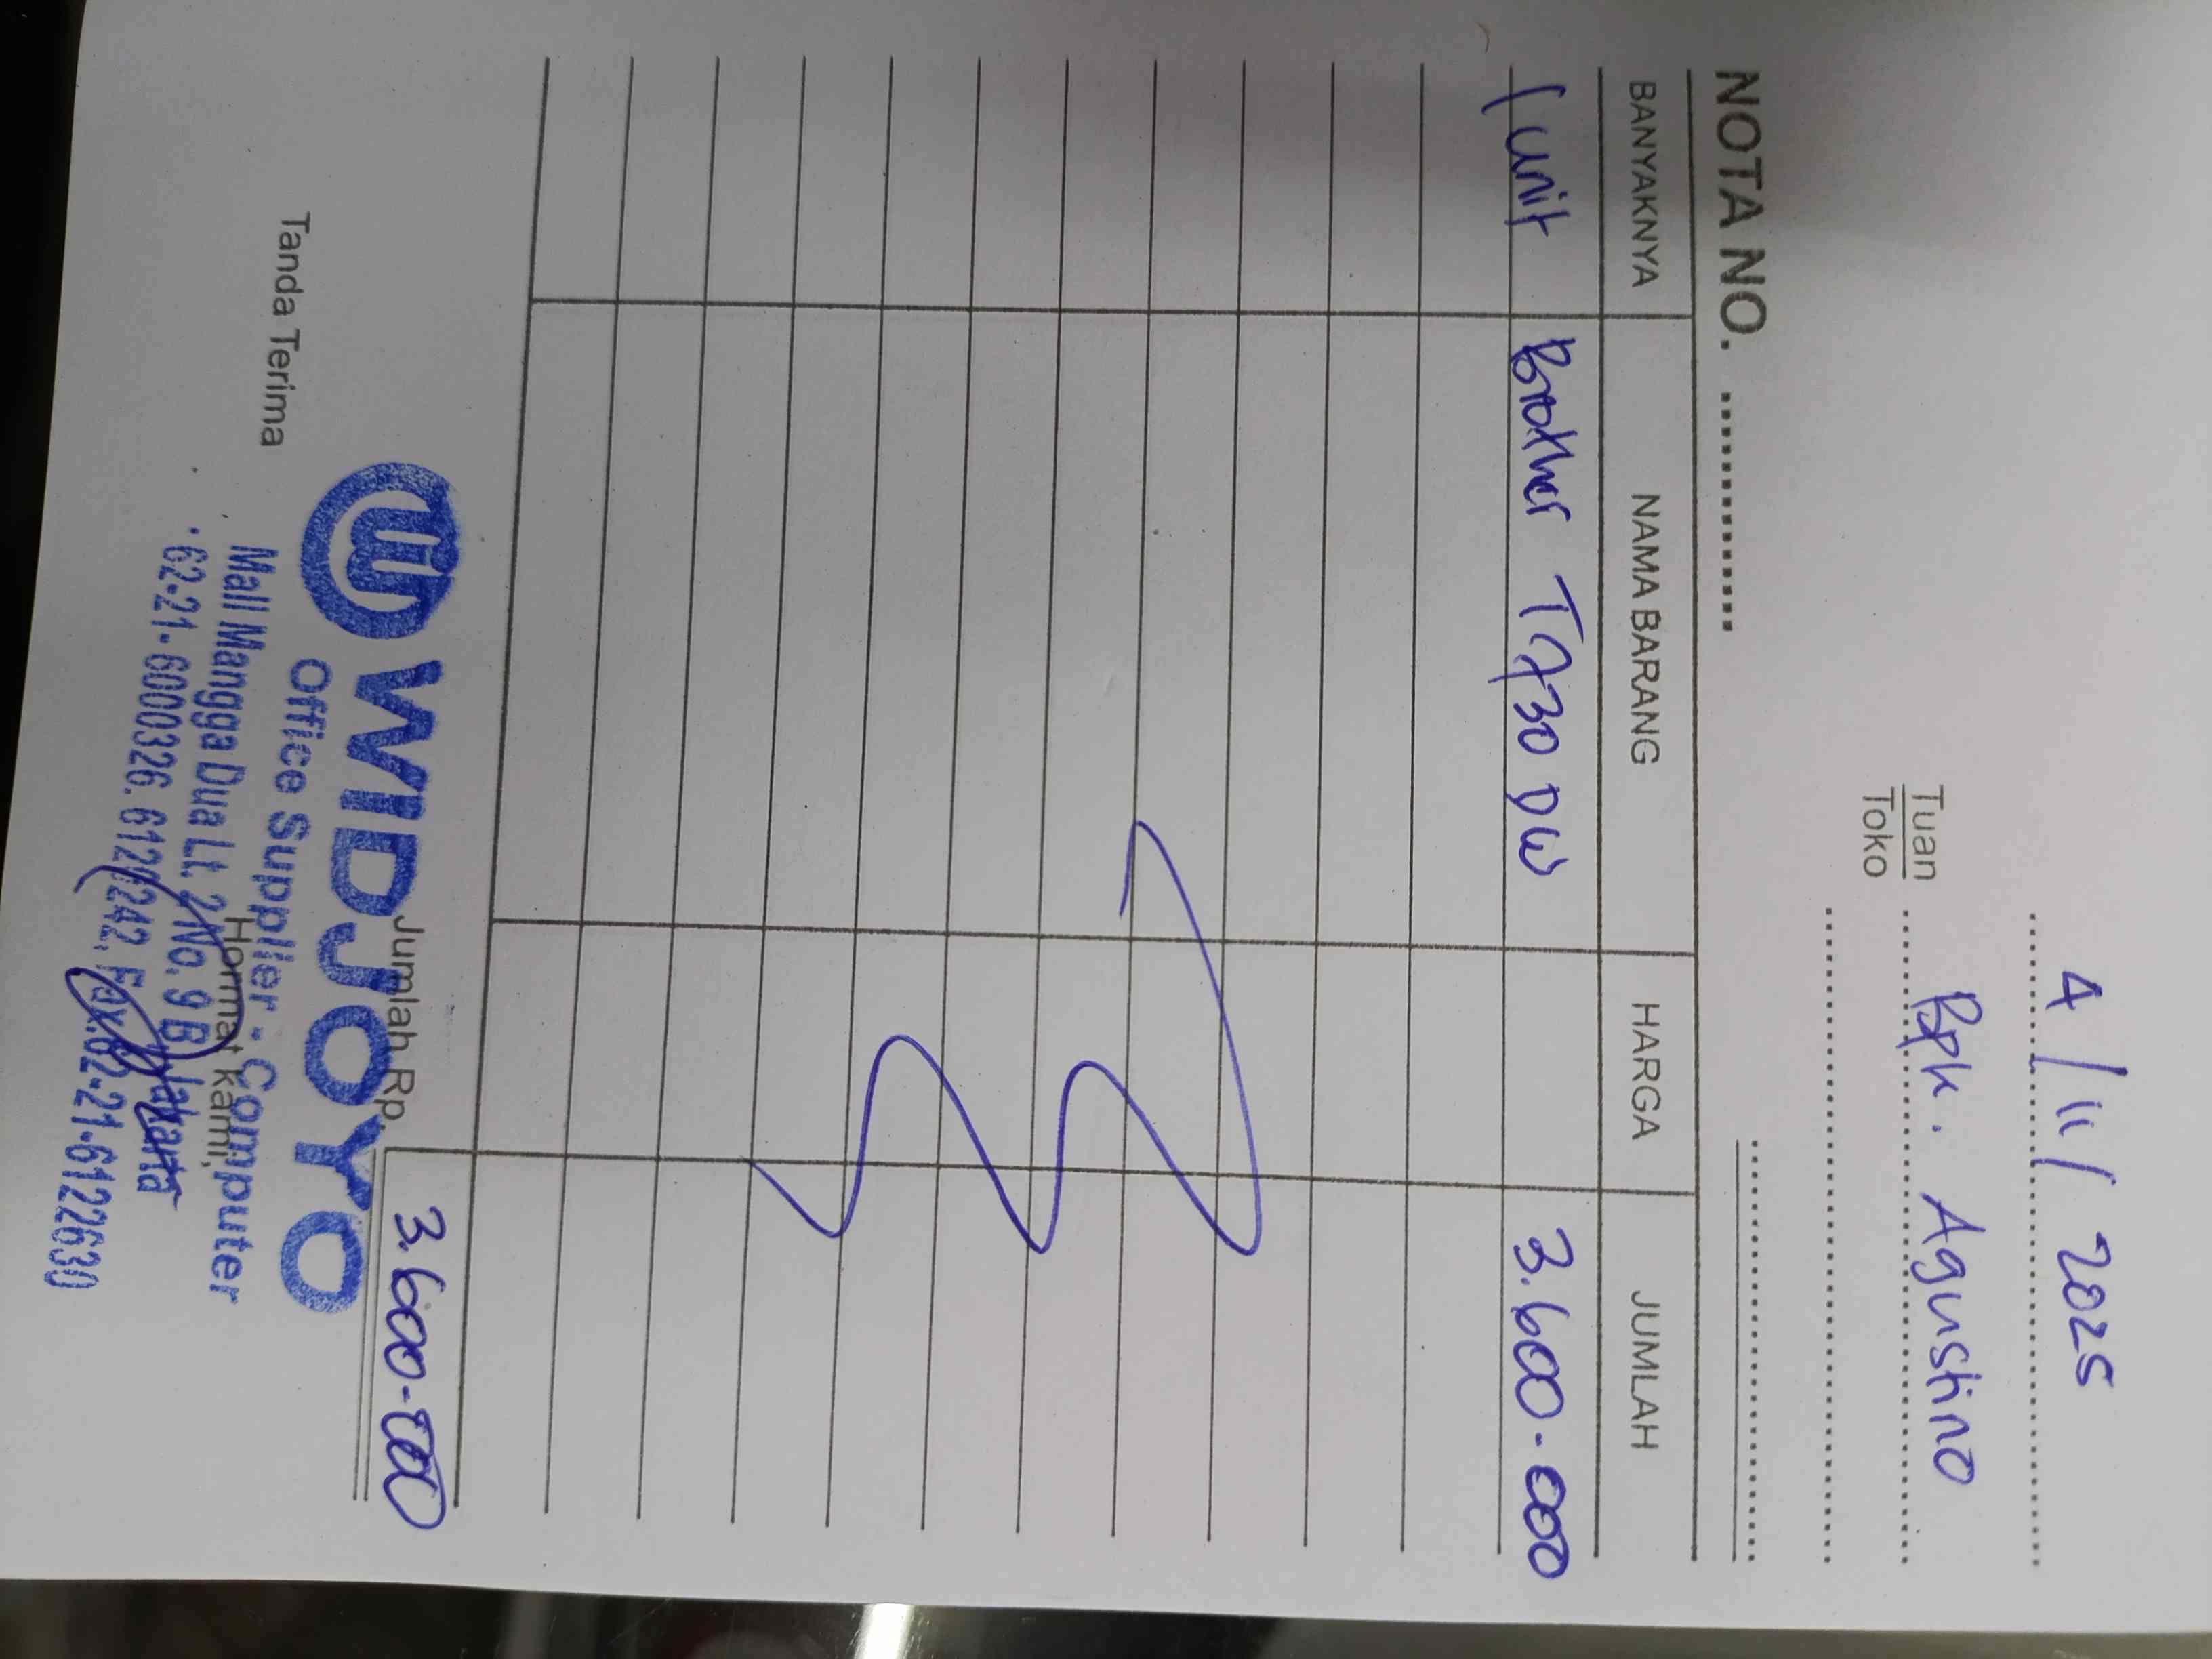 4/11/2025
Tuan Bpk. Agustino
Toko
NOTA NO.
BANYAKNYA NAMA BARANG HARGA JUMLAH
1 unit Brother T730 DW 3.600.000
Jumlah Rp. 3.600.000
Tanda Terima Hormat kami,
WIDJOYO
Office Supplier - Computer
Mall Mangga Dua Lt. 2 No. 9 B Jakarta
62-21-6000326. 6120242, Fax.62-21-6122630